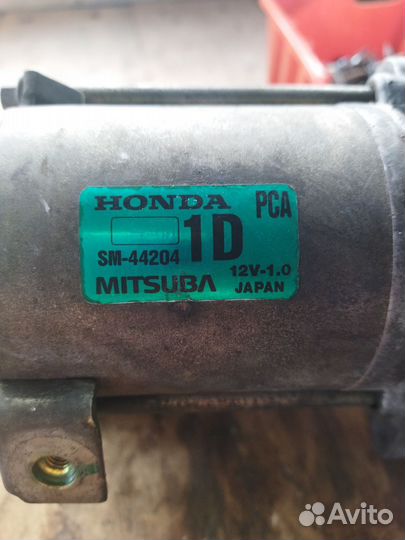 HONDA PCA
1D
SM-44204
MITSUBA 12V-1.0
JAPAN
Avito